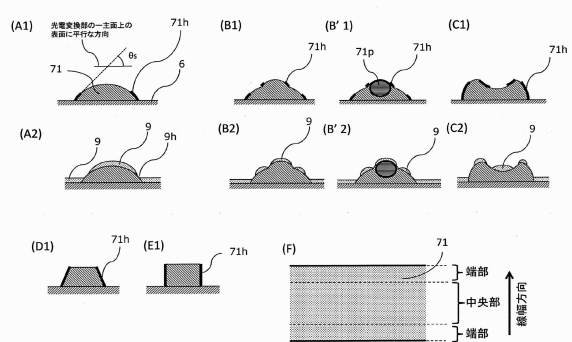 (A1)
光電変換部の一主面上の
表面に平行な方向
θs
71h
71
6
(B1)
71h
(B' 1)
71p
71h
(C1)
71h
(A2)
9
9
9h
(B2)
9
(B' 2)
9
(C2)
9
(D1)
71h
(E1)
71h
(F)
71
端部
中央部
端部
線幅方向